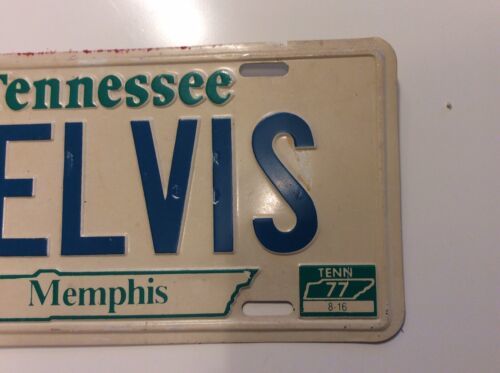 Tennessee
ELVIS
Memphis
TENN
77
8-16